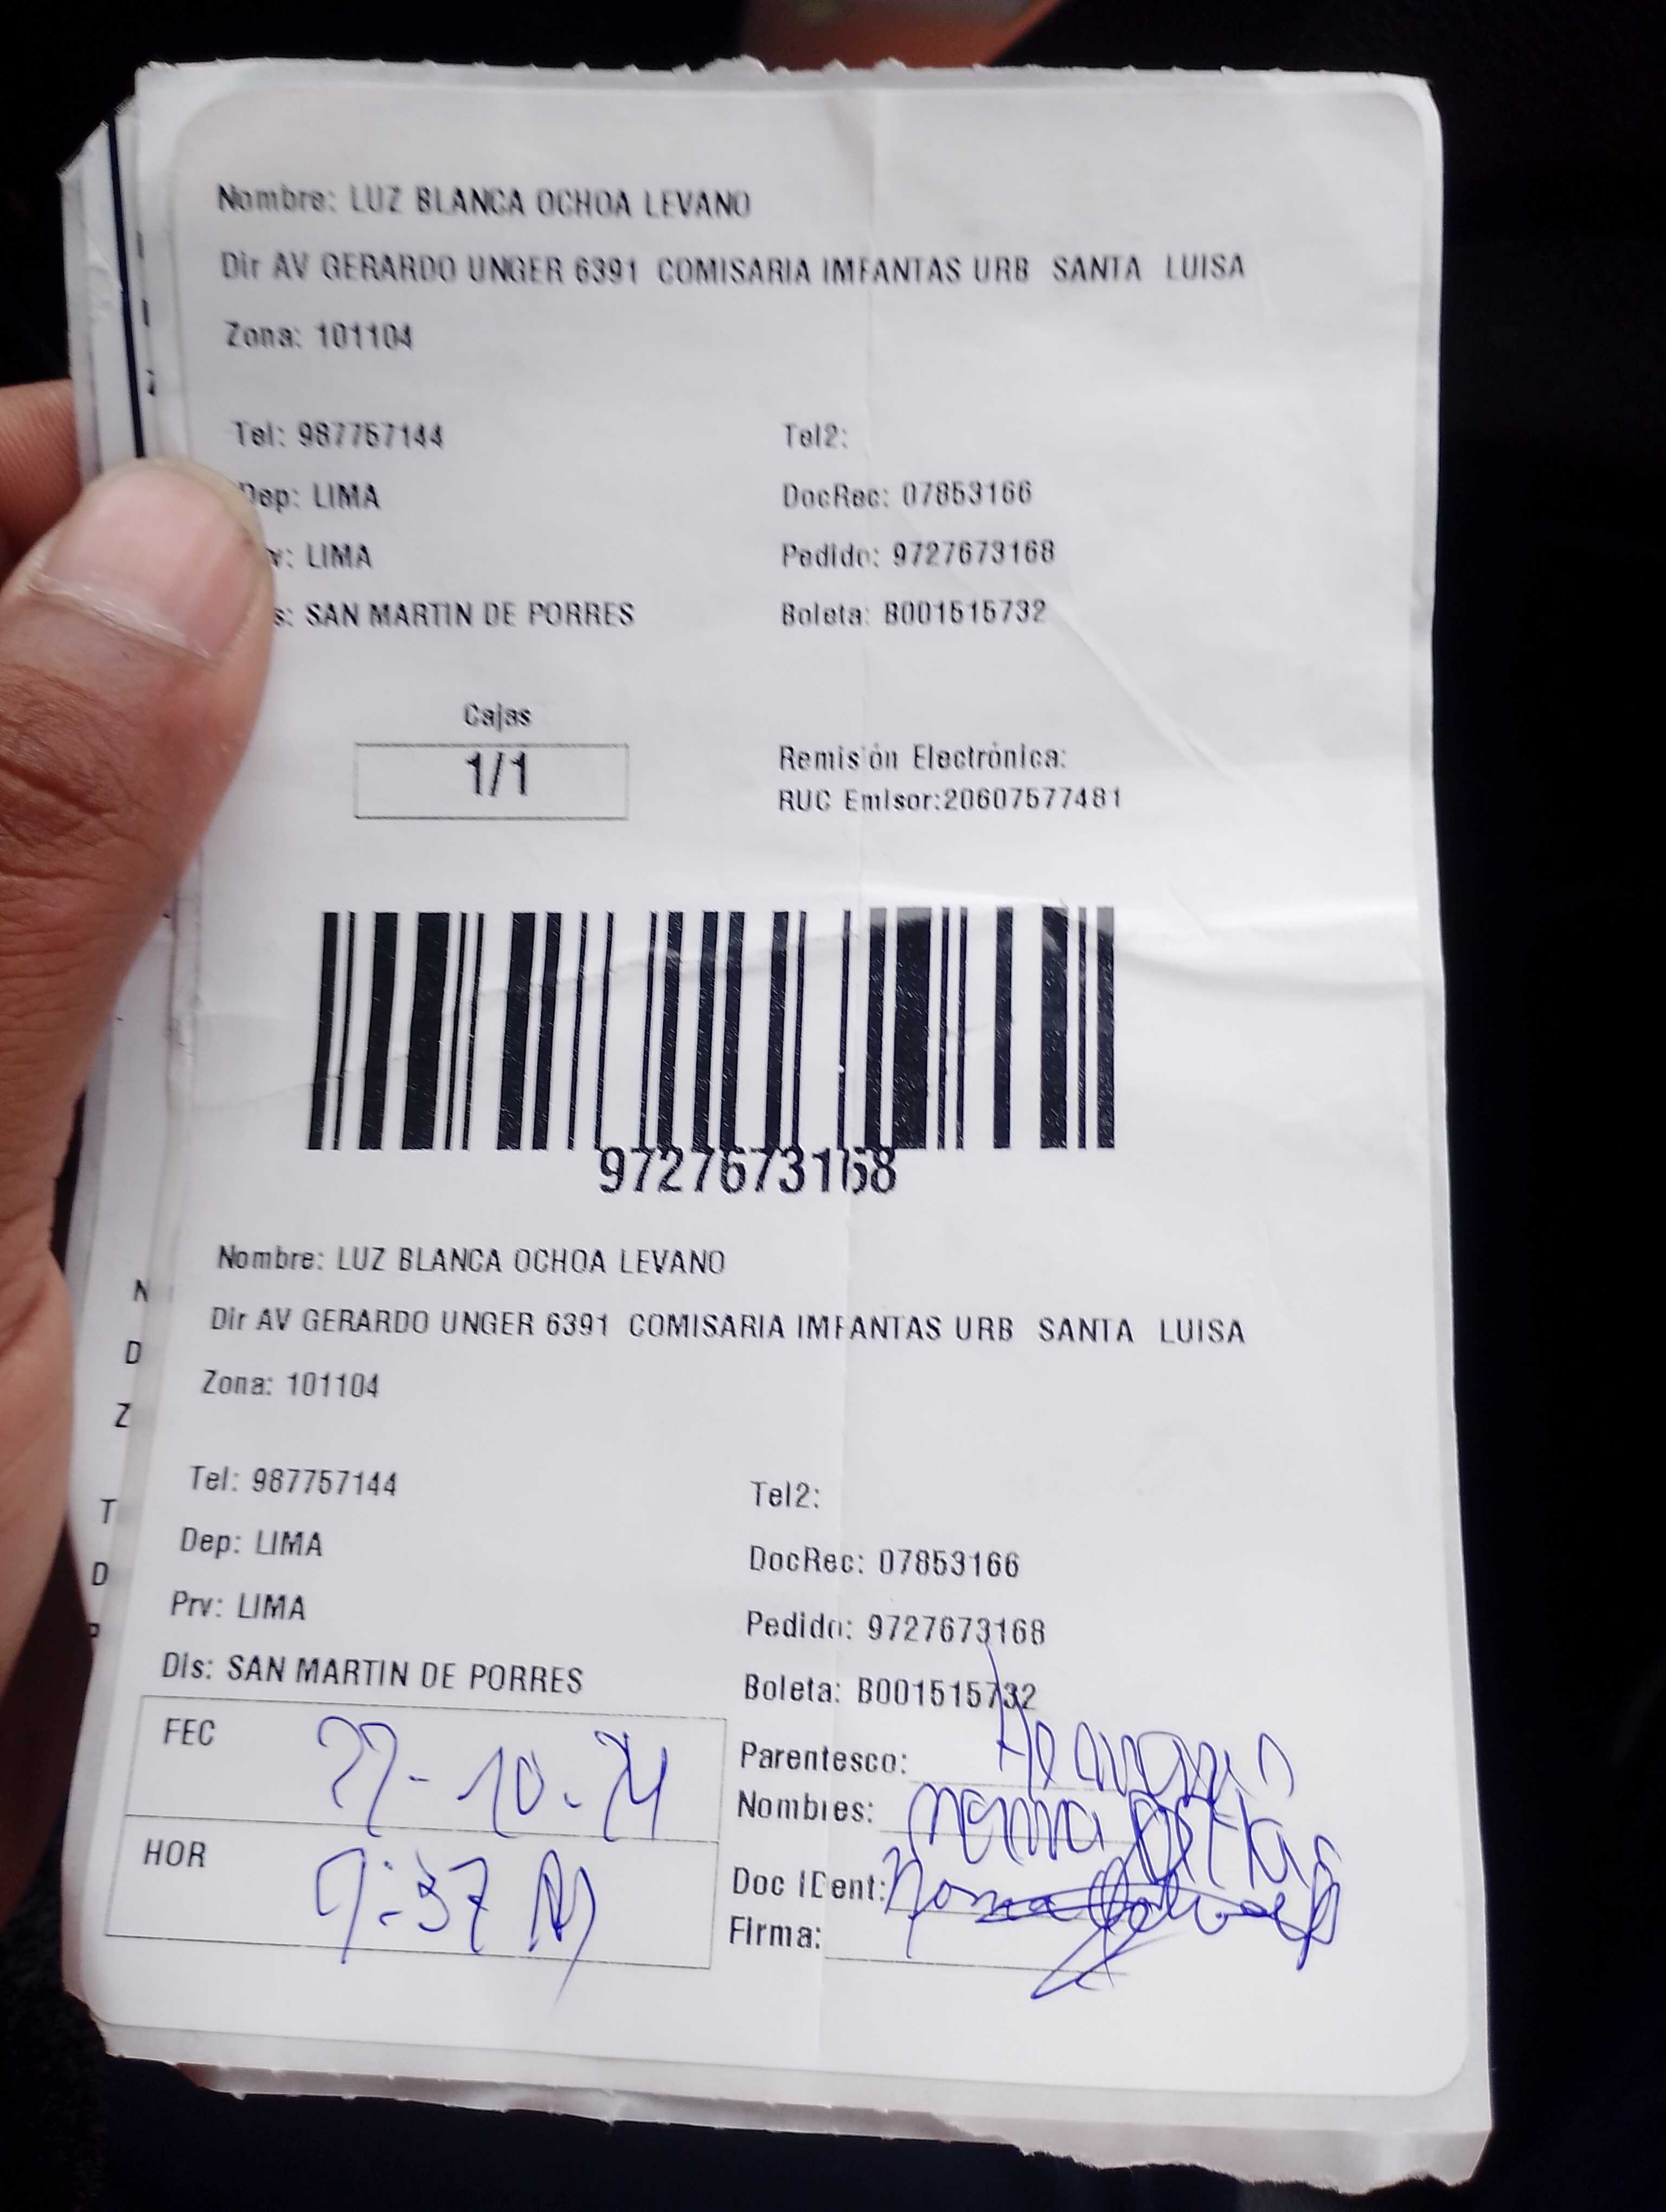 Nombre: LUZ BLANCA OCHOA LEVANO
Dir AV GERARDO UNGER 6391 COMISARIA IMFANTAS URB SANTA LUISA
Zona: 101104
Tel: 987757144 Tel2:
Dep: LIMA DocRec: 07853166
v: LIMA Pedido: 9727673168
s: SAN MARTIN DE PORRES Boleta: B001515732
Cajas
1/1
Remisión Electrónica:
RUC Emisor:20607577481
9727673168
Nombre: LUZ BLANCA OCHOA LEVANO
Dir AV GERARDO UNGER 6391 COMISARIA IMFANTAS URB SANTA LUISA
Zona: 101104
Tel: 987757144 Tel2:
Dep: LIMA DocRec: 07853166
Prv: LIMA Pedido: 9727673168
Dis: SAN MARTIN DE PORRES Boleta: B001515732
FEC
Parentesco:
Nombres: norma
HOR 9:37
Doc IDent:
Firma:
N
D
Z
T
D
P